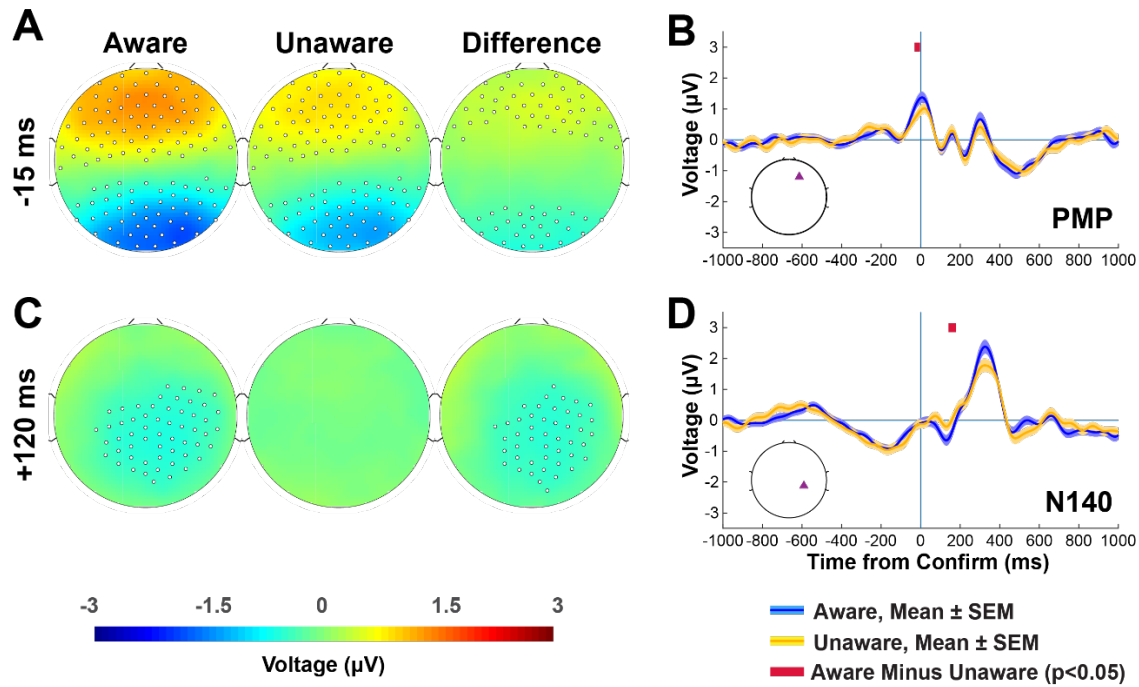 A
Aware
Unaware
Difference
-15 ms
B
3
2
1
0
-1
-2
-3
Voltage (μV)
PMP
-1000 -800 -600 -400 -200 0 200 400 600 800 1000
C
+120 ms
D
3
2
1
0
-1
-2
-3
Voltage (μV)
N140
-1000 -800 -600 -400 -200 0 200 400 600 800 1000
Time from Confirm (ms)
-3 -1.5 0 1.5 3
Voltage (μV)
Aware, Mean ± SEM
Unaware, Mean ± SEM
Aware Minus Unaware (p<0.05)